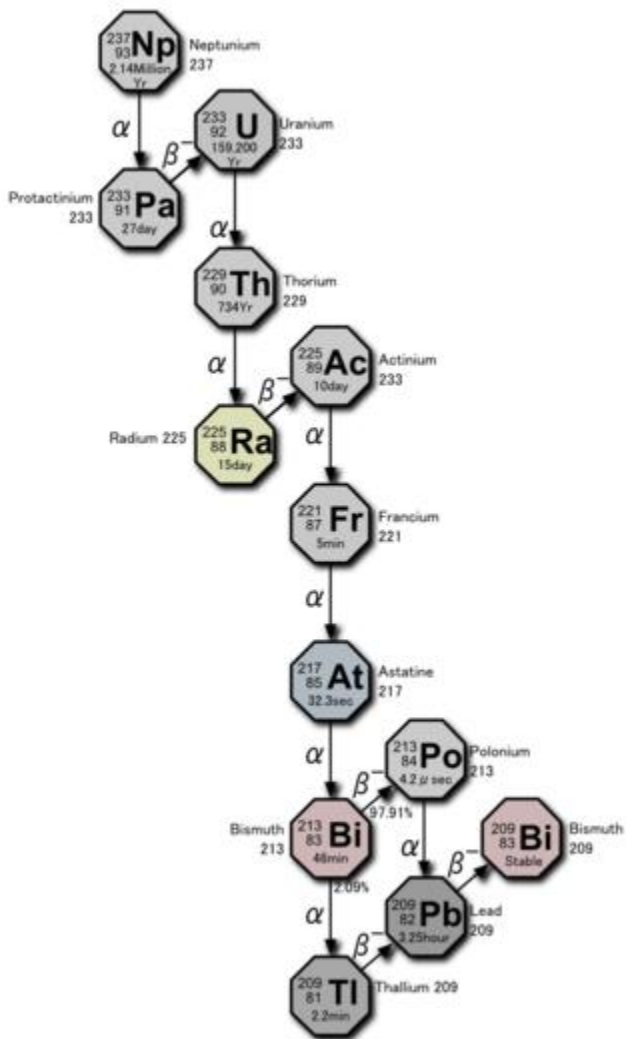 237
93
Np
2.14Million
Yr
Neptunium
237
α
233
92
U
159,200
Yr
Uranium
233
β⁻
Protactinium
233
233
91
Pa
27day
α
229
90
Th
734Yr
Thorium
229
α
225
89
Ac
10day
Actinium
233
β⁻
Radium 225
225
88
Ra
15day
α
221
87
Fr
5min
Francium
221
α
217
85
At
32.3sec
Astatine
217
α
213
84
Po
4.2 μ sec
Polonium
213
β⁻
97.91%
Bismuth
213
213
83
Bi
46min
2.09%
α
209
83
Bi
Stable
Bismuth
209
β⁻
209
82
Pb
3.25hour
Lead
209
α
β⁻
209
81
Tl
2.2min
Thallium 209